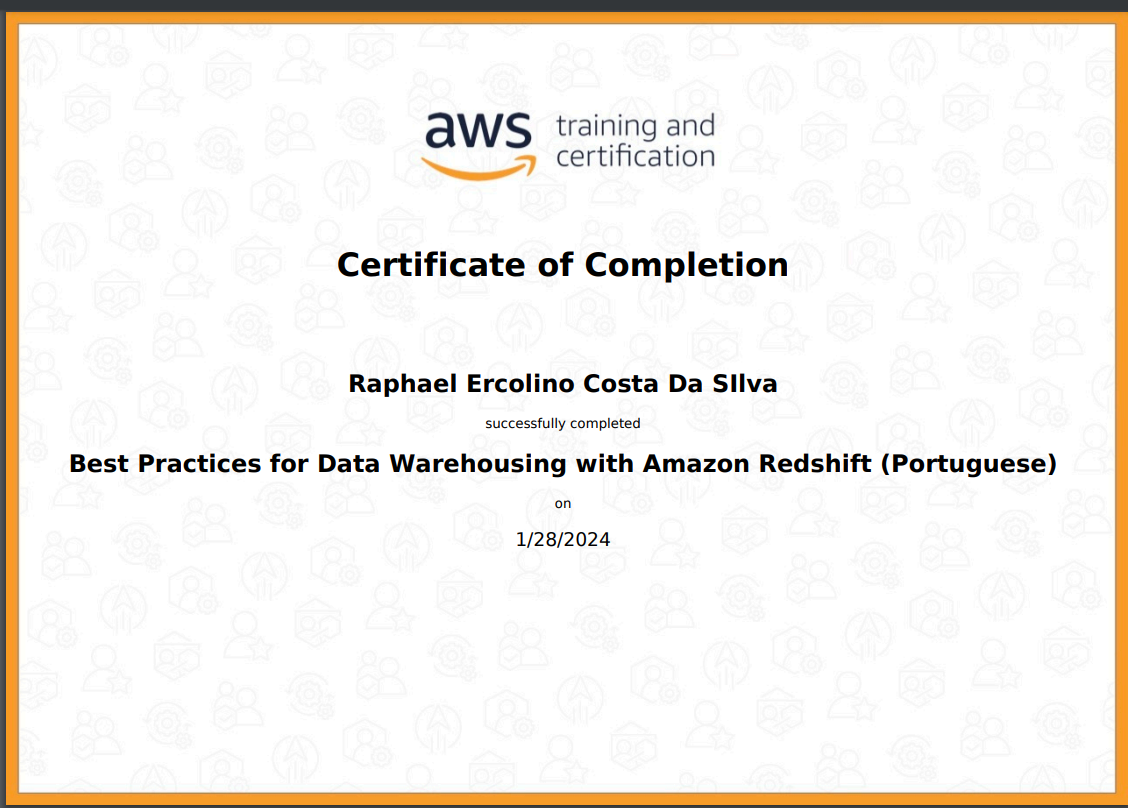 aws training and
certification
Certificate of Completion
Raphael Ercolino Costa Da SIlva
successfully completed
Best Practices for Data Warehousing with Amazon Redshift (Portuguese)
on
1/28/2024